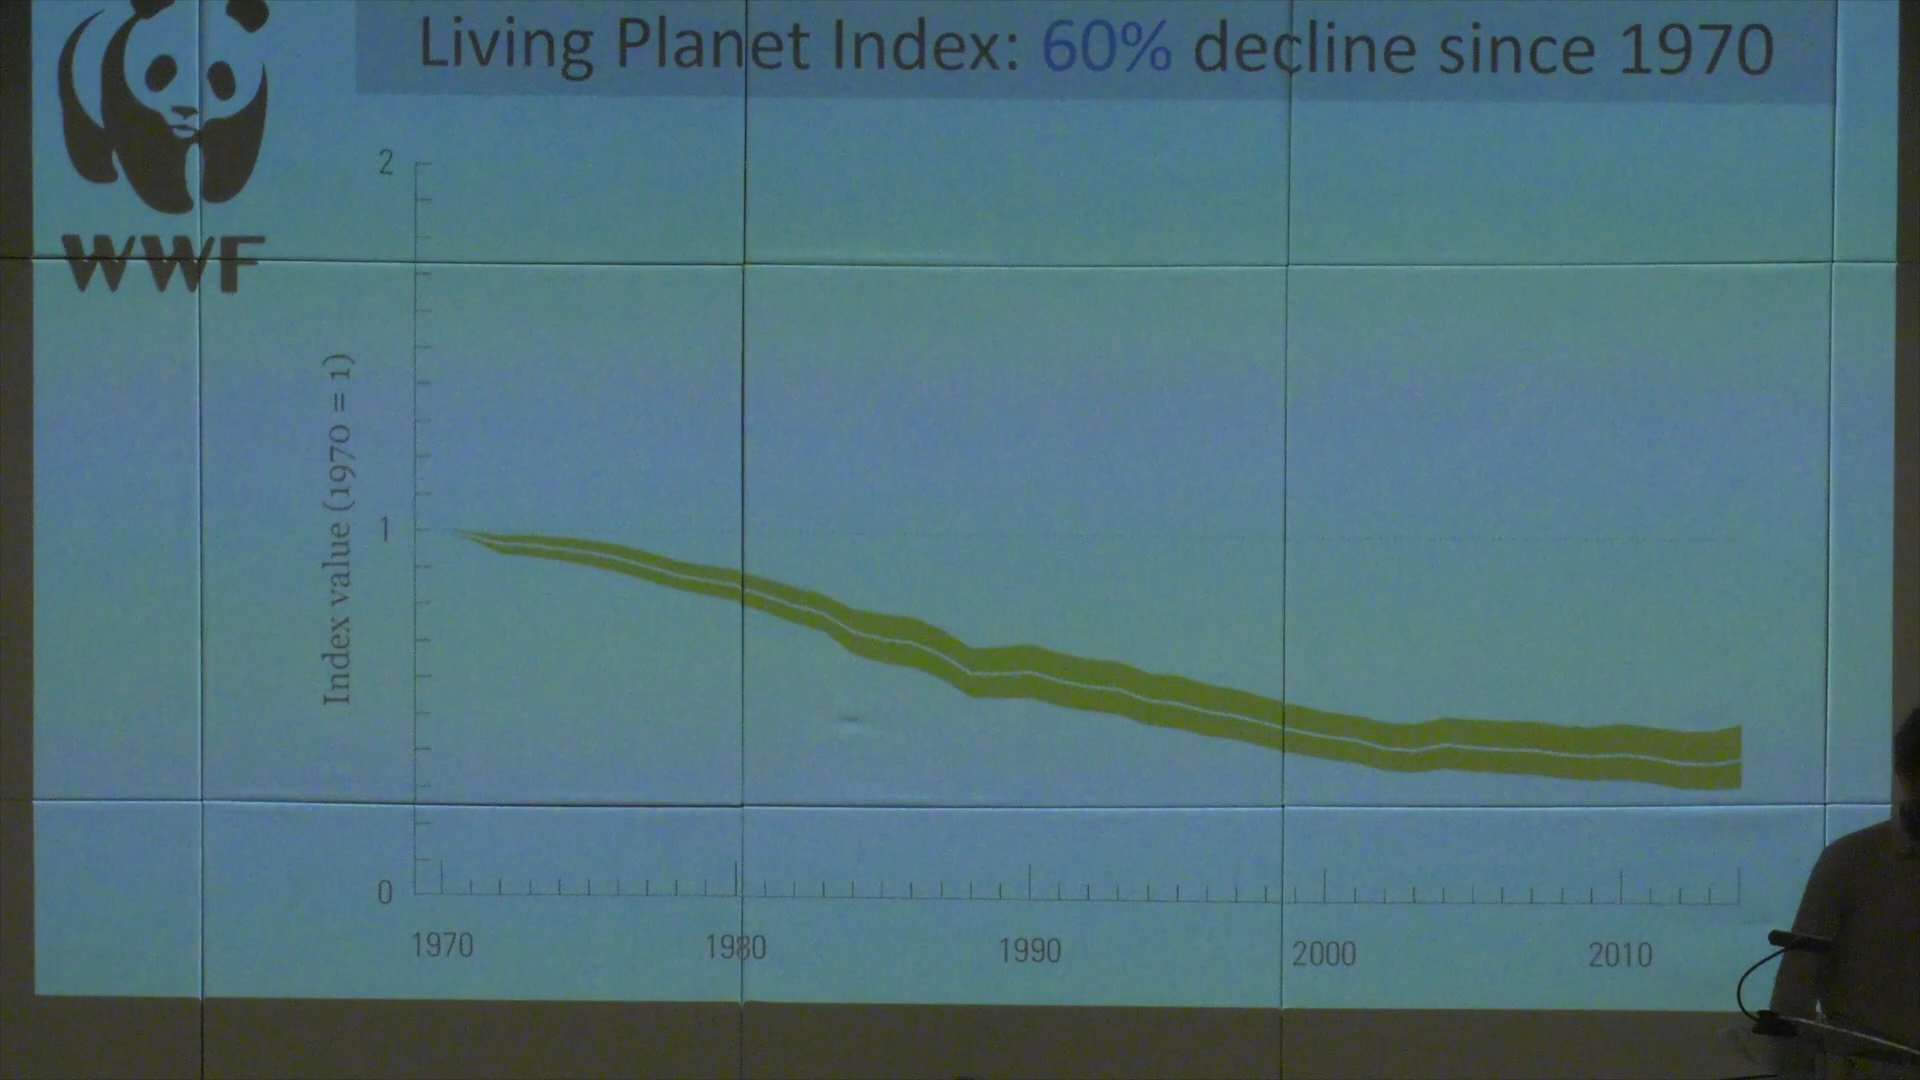 Living Planet Index: 60% decline since 1970
WWF
2
1
0
Index value (1970 = 1)
1970 1980 1990 2000 2010